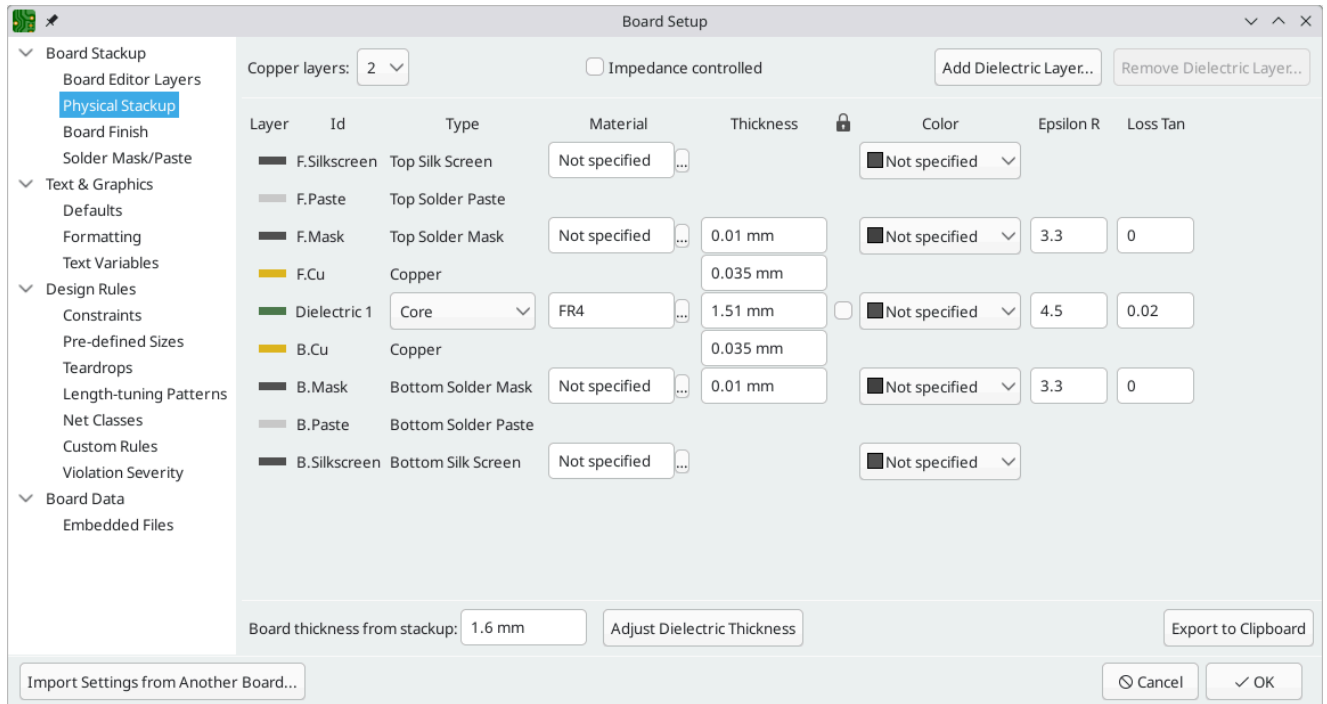 Board Setup
Board Stackup
Board Editor Layers
Physical Stackup
Board Finish
Solder Mask/Paste
Text & Graphics
Defaults
Formatting
Text Variables
Design Rules
Constraints
Pre-defined Sizes
Teardrops
Length-tuning Patterns
Net Classes
Custom Rules
Violation Severity
Board Data
Embedded Files
Copper layers: 2 Impedance controlled Add Dielectric Layer... Remove Dielectric Layer...
Layer Id Type Material Thickness Color Epsilon R Loss Tan
F.Silkscreen Top Silk Screen Not specified ... Not specified
F.Paste Top Solder Paste
F.Mask Top Solder Mask Not specified ... 0.01 mm Not specified 3.3 0
F.Cu Copper 0.035 mm
Dielectric 1 Core FR4 ... 1.51 mm Not specified 4.5 0.02
B.Cu Copper 0.035 mm
B.Mask Bottom Solder Mask Not specified ... 0.01 mm Not specified 3.3 0
B.Paste Bottom Solder Paste
B.Silkscreen Bottom Silk Screen Not specified ... Not specified
Board thickness from stackup: 1.6 mm Adjust Dielectric Thickness Export to Clipboard
Import Settings from Another Board... Cancel OK